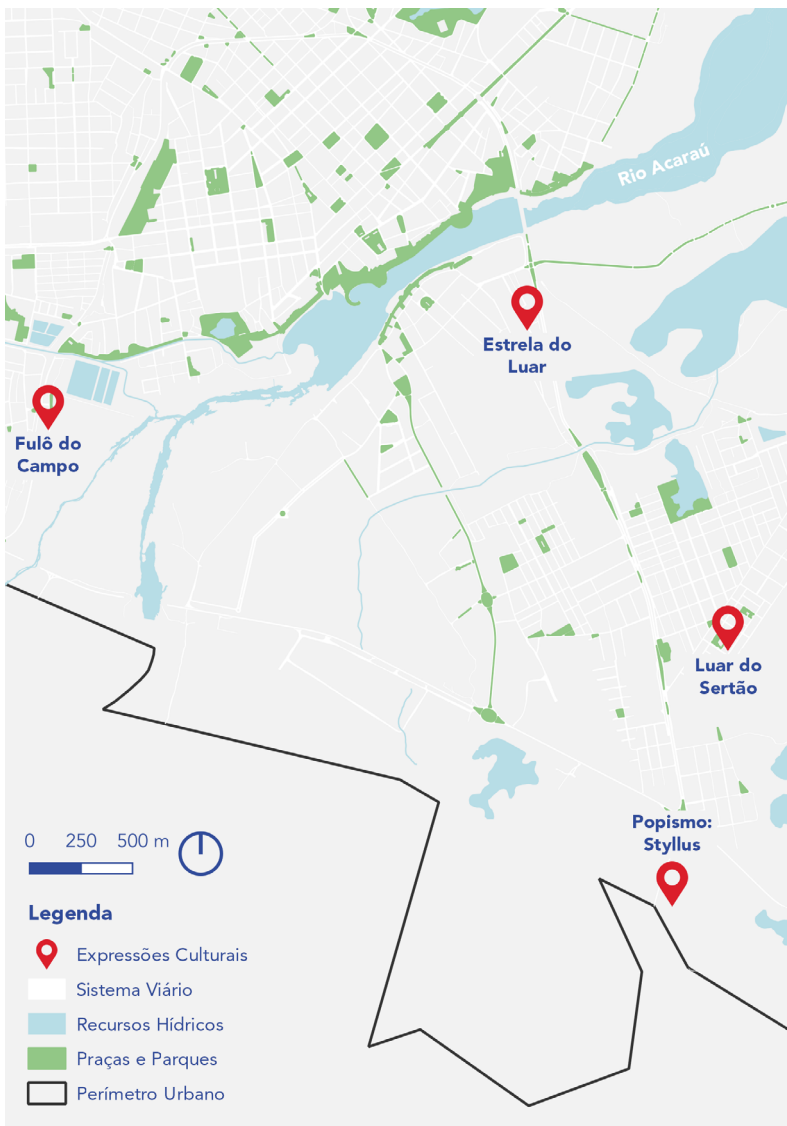 Rio Acaraú
Estrela do
Luar
Fulô do
Campo
Luar do
Sertão
Popismo:
Styllus
0 250 500 m
Legenda
Expressões Culturais
Sistema Viário
Recursos Hídricos
Praças e Parques
Perímetro Urbano